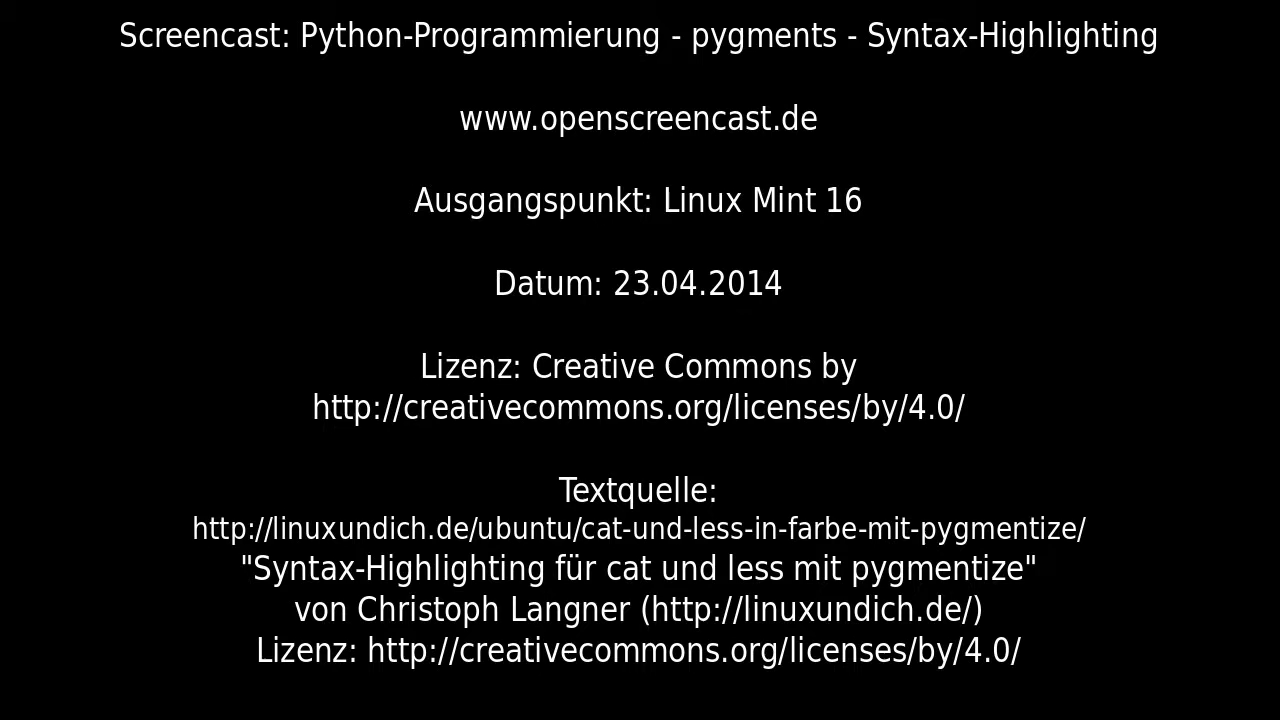 Screencast: Python-Programmierung - pygments - Syntax-Highlighting
www.openscreencast.de
Ausgangspunkt: Linux Mint 16
Datum: 23.04.2014
Lizenz: Creative Commons by
http://creativecommons.org/licenses/by/4.0/
Textquelle:
http://linuxundich.de/ubuntu/cat-und-less-in-farbe-mit-pygmentize/
"Syntax-Highlighting für cat und less mit pygmentize"
von Christoph Langner (http://linuxundich.de/)
Lizenz: http://creativecommons.org/licenses/by/4.0/